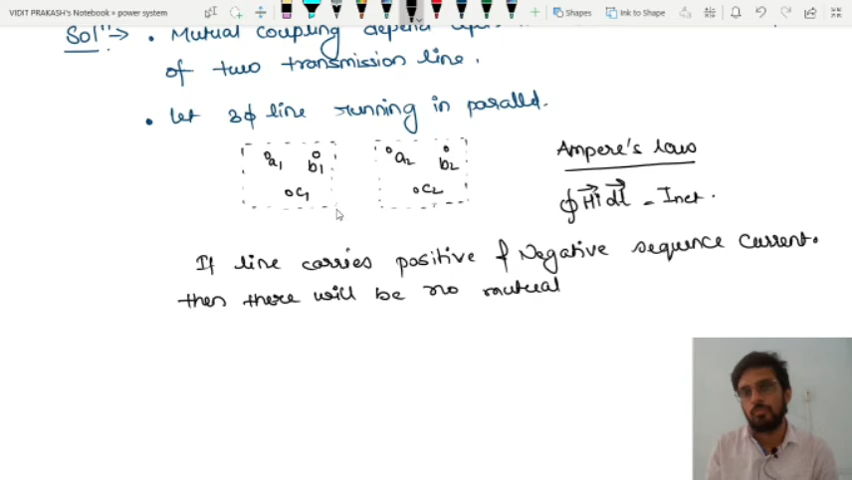 VIDIT PRAKASH's Notebook » power system
Shapes
Ink to Shape
Solⁿ:→ • Mutual coupling depend
of two transmission line.
• Let 3ϕ line running in parallel.
a1 b1 a2 b2
c1 c2
Ampere's law
∮H·dl = Inet.
If line carries positive & Negative sequence current.
then there will be no mutual